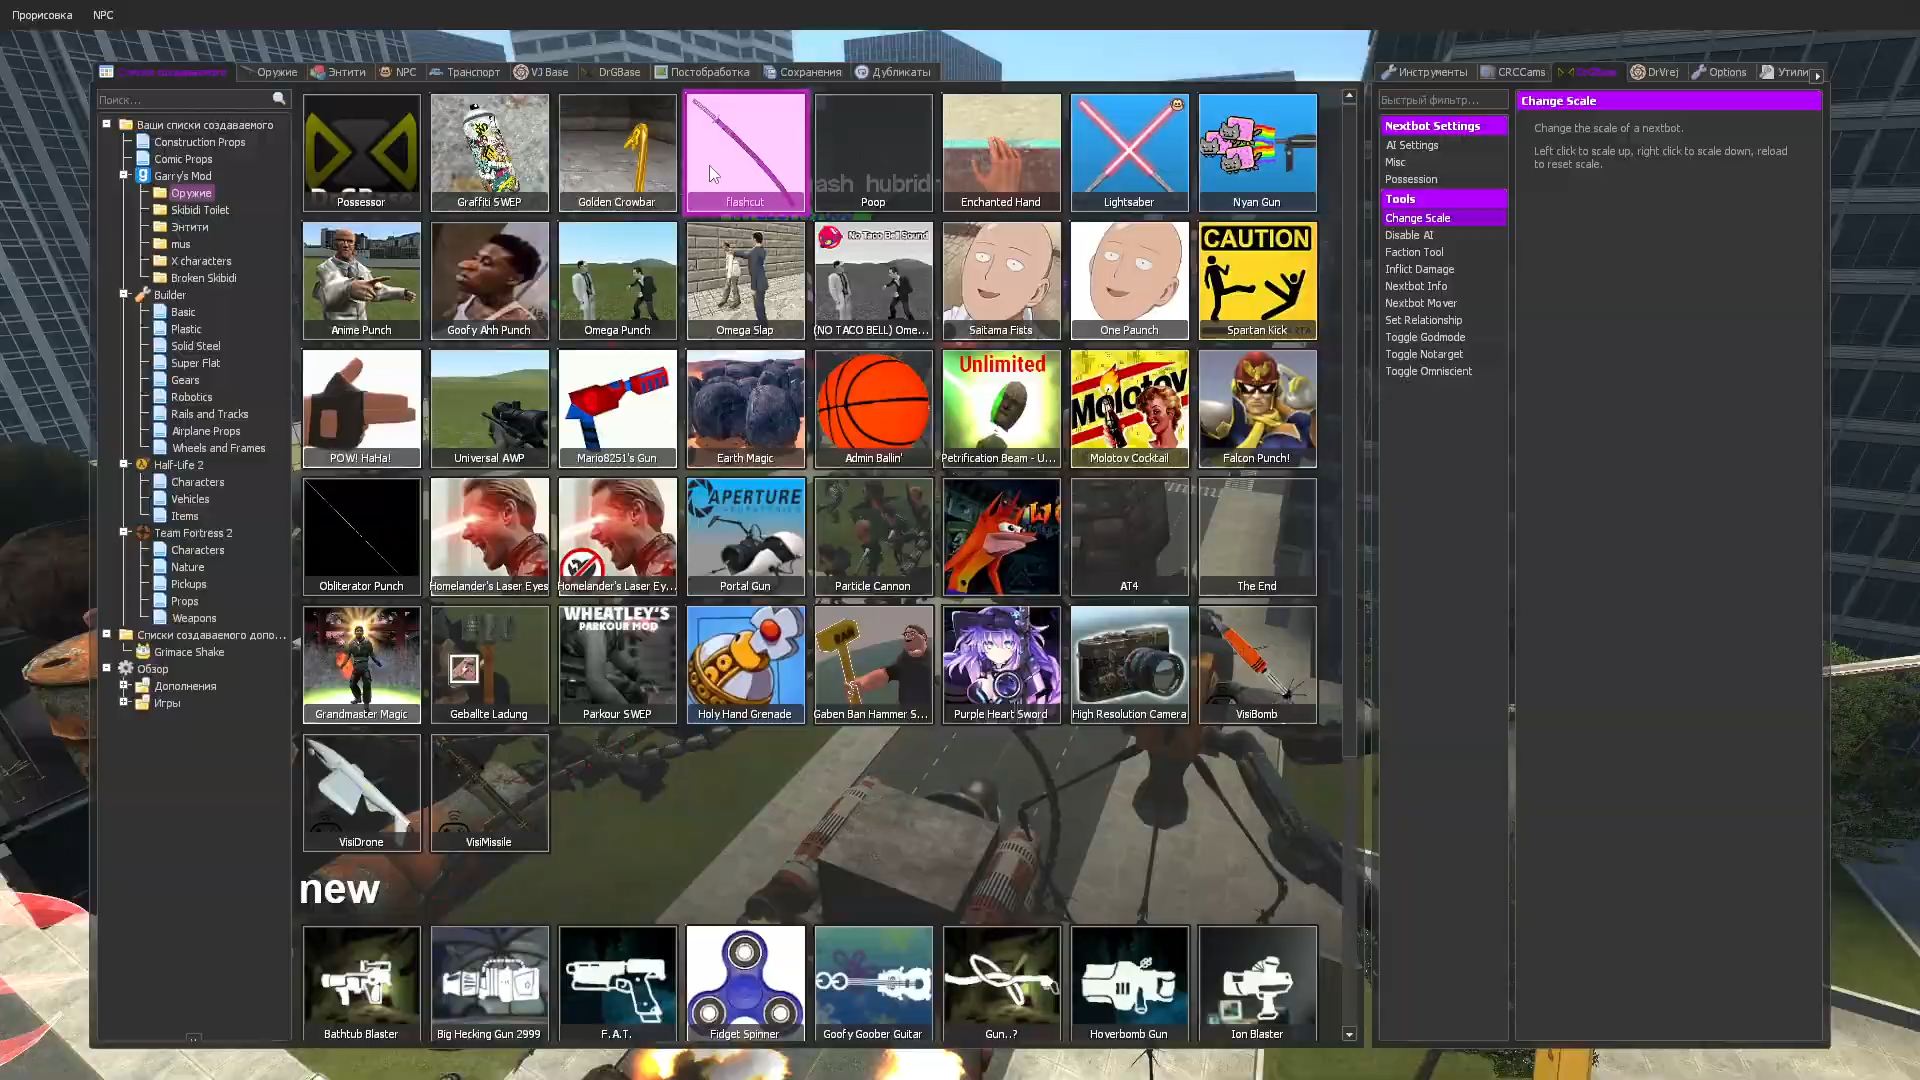 Прорисовка NPC
Оружие Энтити NPC Транспорт VJ Base DrGBase Постобработка Сохранения Дубликаты
Инструменты CRCCams DrVrej Options Утили
Поиск...
Ваши списки создаваемого
Construction Props
Comic Props
Garry's Mod
Оружие
Skibidi Toilet
Энтити
mus
X characters
Broken Skibidi
Builder
Basic
Plastic
Solid Steel
Super Flat
Gears
Robotics
Rails and Tracks
Airplane Props
Wheels and Frames
Half-Life 2
Characters
Vehicles
Items
Team Fortress 2
Characters
Nature
Pickups
Props
Weapons
Списки создаваемого допо...
Grimace Shake
Обзор
Дополнения
Игры
Possessor
Graffiti SWEP
Golden Crowbar
flashcut
Poop
Enchanted Hand
Lightsaber
Nyan Gun
No Taco Bell Sound
CAUTION
Anime Punch
Goofy Ahh Punch
Omega Punch
Omega Slap
(NO TACO BELL) Ome...
Saitama Fists
One Paunch
Spartan Kick
Unlimited
Molotov
POW! HaHa!
Universal AWP
Mario8251's Gun
Earth Magic
Admin Ballin'
Petrification Beam - U...
Molotov Cocktail
Falcon Punch!
APERTURE
Obliterator Punch
Homelander's Laser Eyes
Homelander's Laser Ey...
Portal Gun
Particle Cannon
AT4
The End
WHEATLEY'S
PARKOUR MOD
BAN
Grandmaster Magic
Geballte Ladung
Parkour SWEP
Holy Hand Grenade
Gaben Ban Hammer S...
Purple Heart Sword
High Resolution Camera
VisiBomb
VisiDrone
VisiMissile
new
Bathtub Blaster
Big Hecking Gun 2999
F.A.T.
Fidget Spinner
Goofy Goober Guitar
Gun..?
Hoverbomb Gun
Ion Blaster
Быстрый фильтр...
Nextbot Settings
AI Settings
Misc
Possession
Tools
Change Scale
Disable AI
Faction Tool
Inflict Damage
Nextbot Info
Nextbot Mover
Set Relationship
Toggle Godmode
Toggle Notarget
Toggle Omniscient
Change Scale
Change the scale of a nextbot.
Left click to scale up, right click to scale down, reload
to reset scale.